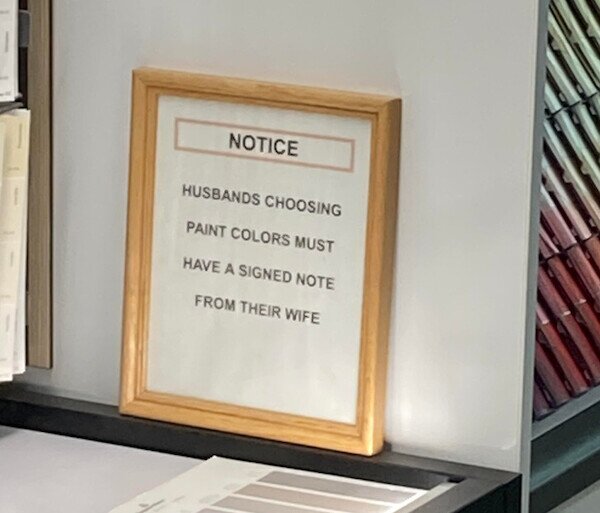 NOTICE
HUSBANDS CHOOSING
PAINT COLORS MUST
HAVE A SIGNED NOTE
FROM THEIR WIFE